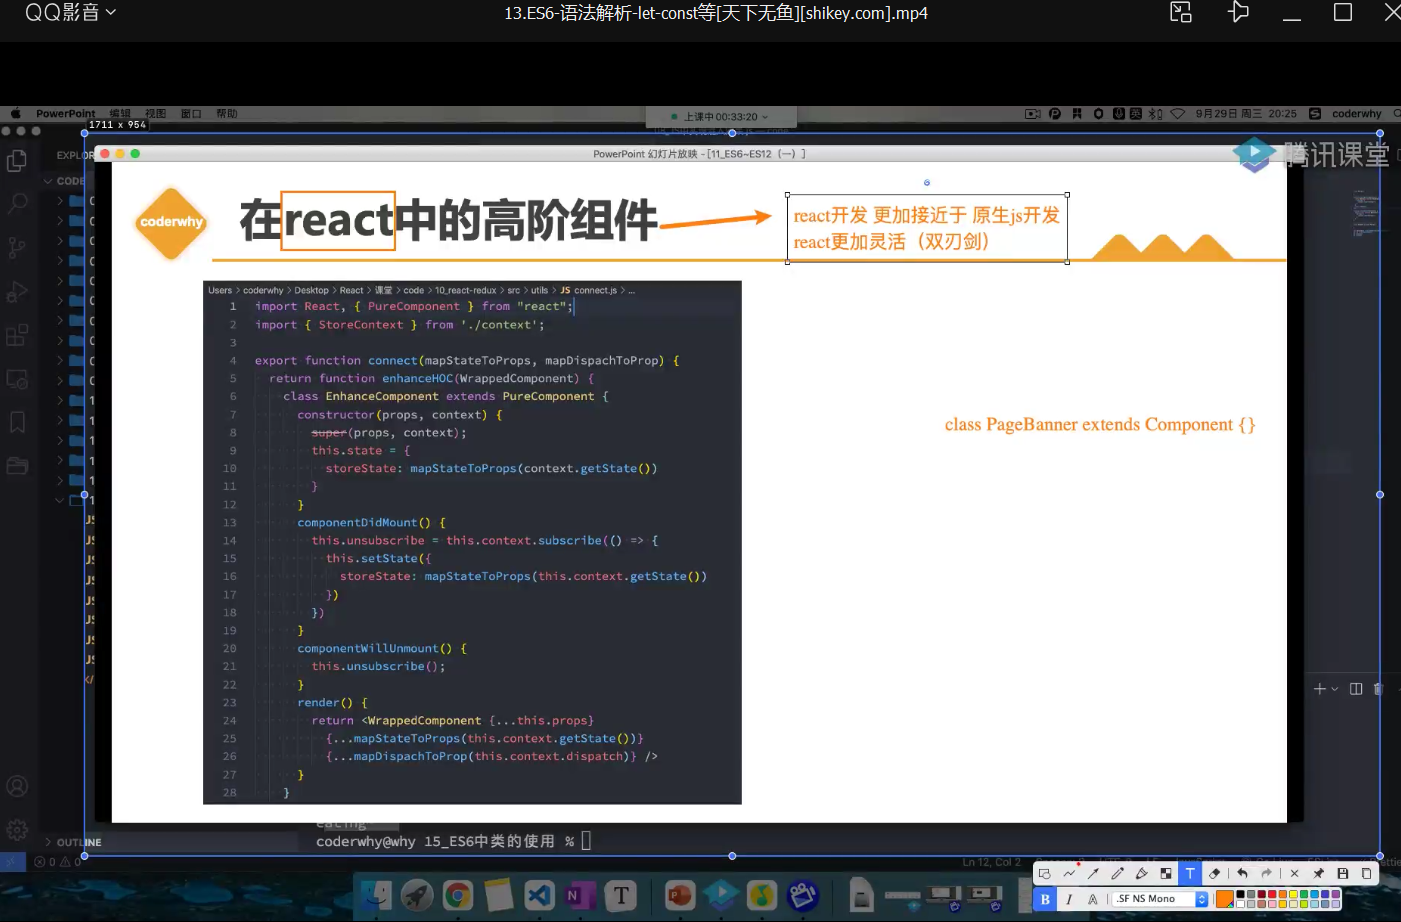 QQ影音
13.ES6-语法解析-let-const等[天下无鱼][shikey.com].mp4
PowerPoint 编辑 视图 窗口 帮助
上课中 00:33:20
9月29日 周三 20:25
coderwhy
1711 x 954
PowerPoint 幻灯片放映 - [11_ES6~ES12（一）]
腾讯课堂
EXPLOR
CODE
coderwhy
在react中的高阶组件
react开发 更加接近于 原生js开发
react更加灵活（双刃剑）
Users > coderwhy > Desktop > React > 课堂 > code > 10_react-redux > src > utils > JS connect.js > ...
1 import React, { PureComponent } from "react";
2 import { StoreContext } from './context';
3
4 export function connect(mapStateToProps, mapDispachToProp) {
5 return function enhanceHOC(WrappedComponent) {
6 class EnhanceComponent extends PureComponent {
7 constructor(props, context) {
8 super(props, context);
9 this.state = {
10 storeState: mapStateToProps(context.getState())
11 }
12 }
13 componentDidMount() {
14 this.unsubscribe = this.context.subscribe(() => {
15 this.setState({
16 storeState: mapStateToProps(this.context.getState())
17 })
18 })
19 }
20 componentWillUnmount() {
21 this.unsubscribe();
22 }
23 render() {
24 return <WrappedComponent {...this.props}
25 {...mapStateToProps(this.context.getState())}
26 {...mapDispachToProp(this.context.dispatch)} />
27 }
28 }
class PageBanner extends Component {}
OUTLINE
coderwhy@why 15_ES6中类的使用 %
Ln 12, Col 2
B I A .SF NS Mono